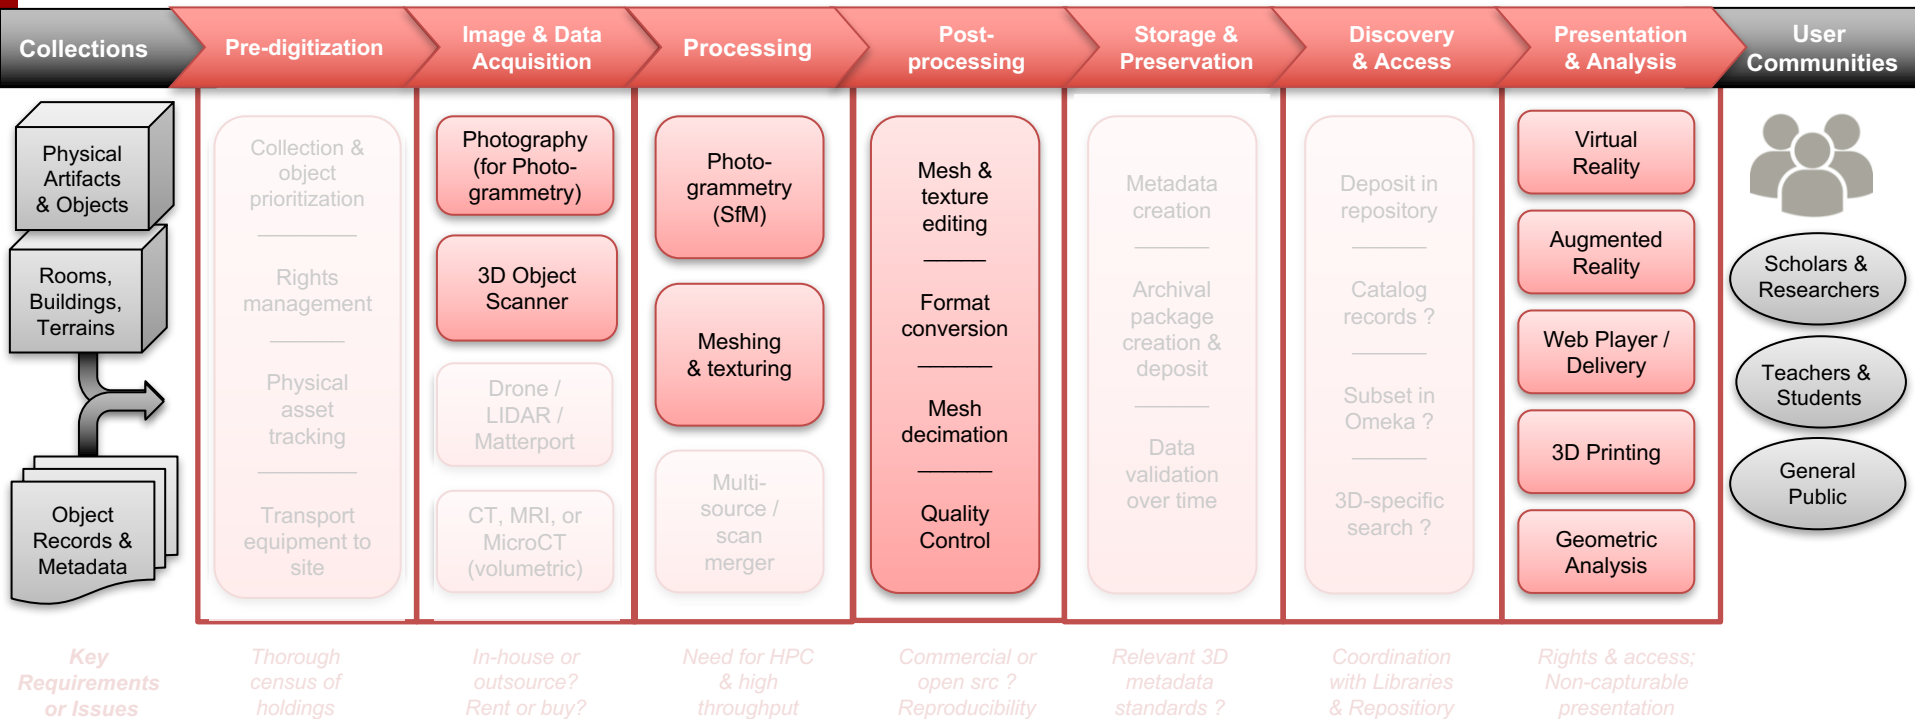 Collections
Pre-digitization
Image & Data
Acquisition
Processing
Post-
processing
Storage &
Preservation
Discovery
& Access
Presentation
& Analysis
User
Communities
Physical
Artifacts
& Objects
Rooms,
Buildings,
Terrains
Object
Records &
Metadata
Collection &
object
prioritization
Rights
management
Physical
asset
tracking
Transport
equipment to
site
Photography
(for Photo-
grammetry)
3D Object
Scanner
Drone /
LIDAR /
Matterport
CT, MRI, or
MicroCT
(volumetric)
Photo-
grammetry
(SfM)
Meshing
& texturing
Multi-
source /
scan
merger
Mesh &
texture
editing
Format
conversion
Mesh
decimation
Quality
Control
Metadata
creation
Archival
package
creation &
deposit
Data
validation
over time
Deposit in
repository
Catalog
records ?
Subset in
Omeka ?
3D-specific
search ?
Virtual
Reality
Augmented
Reality
Web Player /
Delivery
3D Printing
Geometric
Analysis
Scholars &
Researchers
Teachers &
Students
General
Public
Key
Requirements
or Issues
Thorough
census of
holdings
In-house or
outsource?
Rent or buy?
Need for HPC
& high
throughput
Commercial or
open src ?
Reproducibility
Relevant 3D
metadata
standards ?
Coordination
with Libraries
& Repositiory
Rights & access;
Non-capturable
presentation